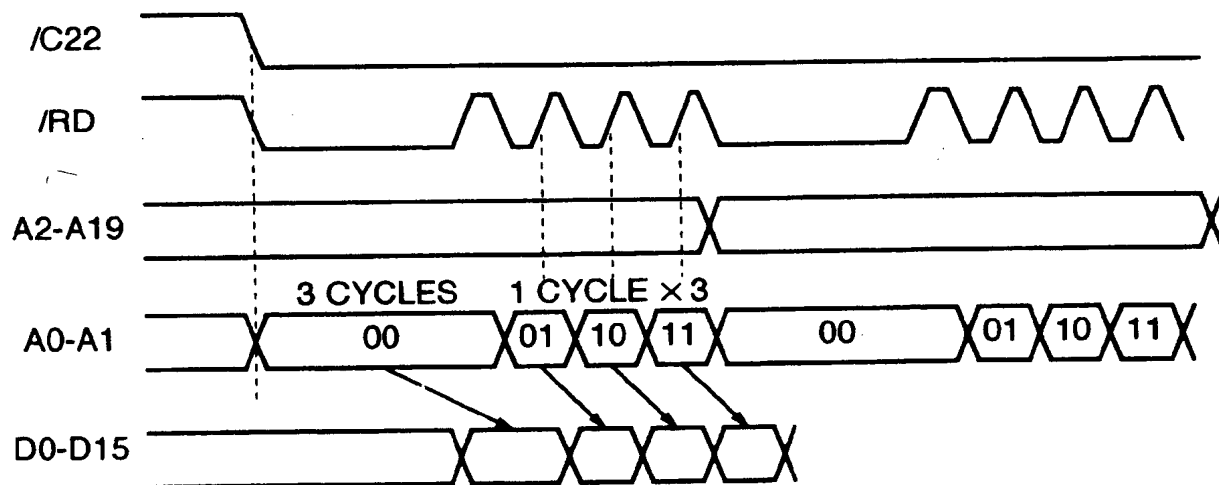 /C22
/RD
A2-A19
3 CYCLES 1 CYCLE × 3
A0-A1 00 01 10 11 00 01 10 11
D0-D15